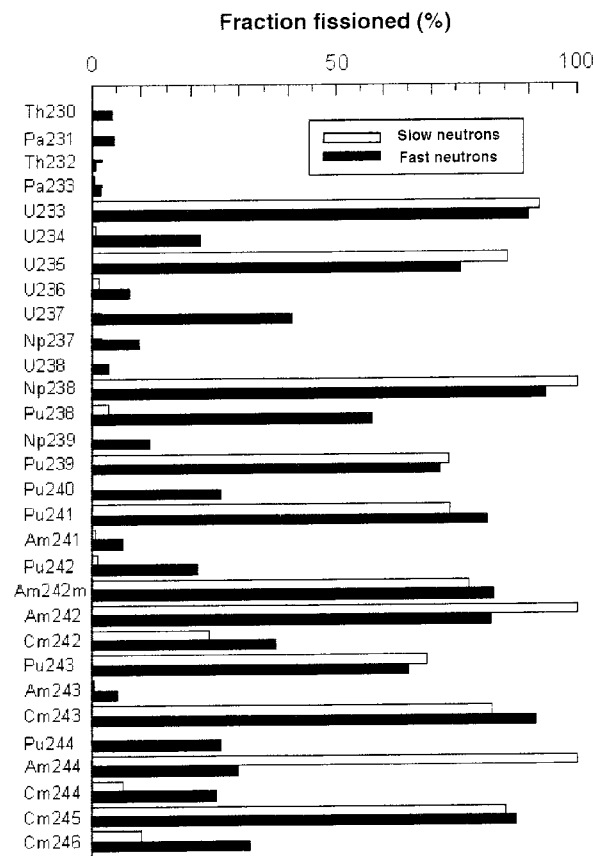 Fraction fissioned (%)
0 50 100
Slow neutrons
Fast neutrons
Th230
Pa231
Th232
Pa233
U233
U234
U235
U236
U237
Np237
U238
Np238
Pu238
Np239
Pu239
Pu240
Pu241
Am241
Pu242
Am242m
Am242
Cm242
Pu243
Am243
Cm243
Pu244
Am244
Cm244
Cm245
Cm246